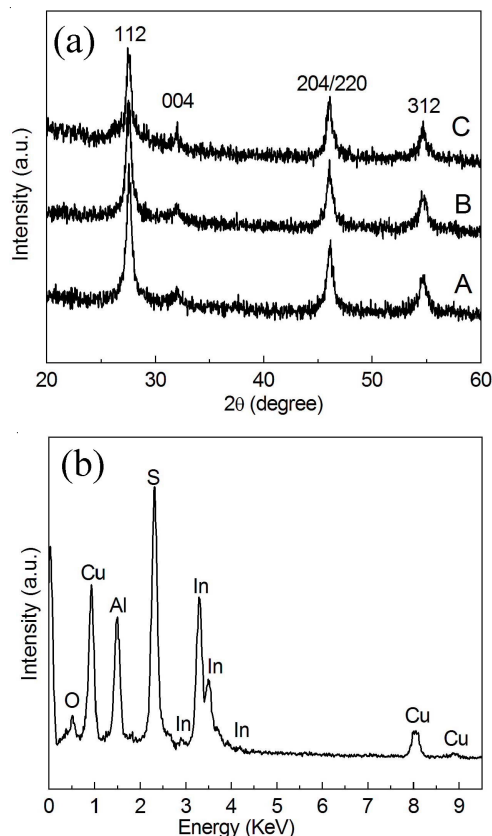 (a)
112
004
204/220
312
C
B
A
Intensity (a.u.)
20 30 40 50 60
2θ (degree)
(b)
S
Cu
Al
O
In
In
In
In
Cu
Cu
Intensity (a.u.)
0 1 2 3 4 5 6 7 8 9
Energy (KeV)